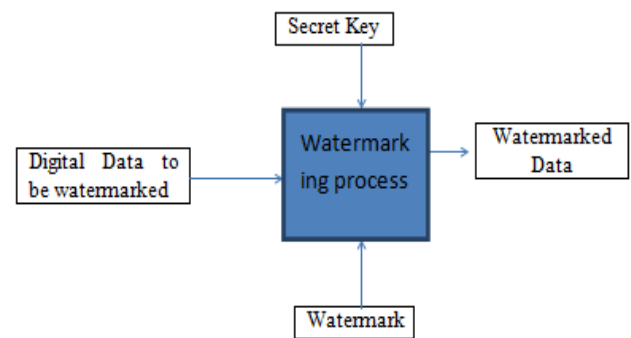 Secret Key
Digital Data to
be watermarked
Watermark
ing process
Watermarked
Data
Watermark